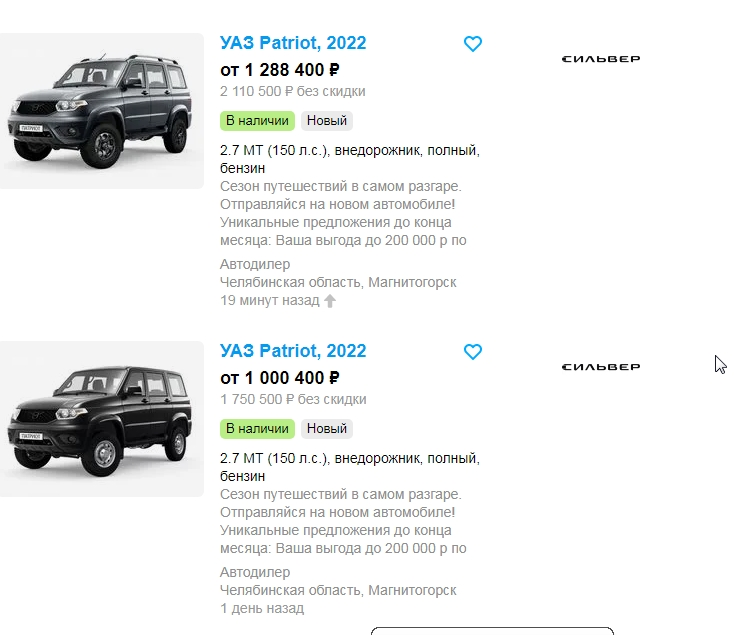 УАЗ Patriot, 2022
СИЛЬВЕР
от 1 288 400 ₽
2 110 500 ₽ без скидки
В наличии Новый
ПАТРИОТ
2.7 МТ (150 л.с.), внедорожник, полный,
бензин
Сезон путешествий в самом разгаре.
Отправляйся на новом автомобиле!
Уникальные предложения до конца
месяца: Ваша выгода до 200 000 р по
Автодилер
Челябинская область, Магнитогорск
19 минут назад
УАЗ Patriot, 2022
СИЛЬВЕР
от 1 000 400 ₽
1 750 500 ₽ без скидки
В наличии Новый
ПАТРИОТ
2.7 МТ (150 л.с.), внедорожник, полный,
бензин
Сезон путешествий в самом разгаре.
Отправляйся на новом автомобиле!
Уникальные предложения до конца
месяца: Ваша выгода до 200 000 р по
Автодилер
Челябинская область, Магнитогорск
1 день назад